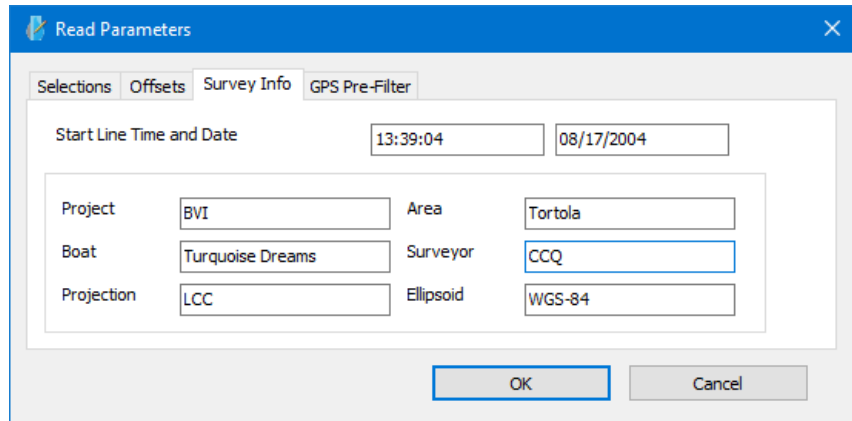 Read Parameters
Selections Offsets Survey Info GPS Pre-Filter
Start Line Time and Date 13:39:04 08/17/2004
Project BVI Area Tortola
Boat Turquoise Dreams Surveyor CCQ
Projection LCC Ellipsoid WGS-84
OK Cancel